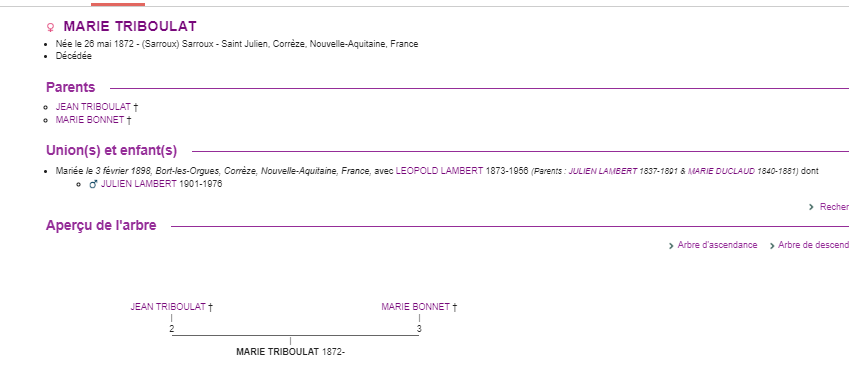 MARIE TRIBOULAT
Née le 26 mai 1872 - (Sarroux) Sarroux - Saint Julien, Corrèze, Nouvelle-Aquitaine, France
Décédée
Parents
JEAN TRIBOULAT †
MARIE BONNET †
Union(s) et enfant(s)
Mariée le 3 février 1898, Bort-les-Orgues, Corrèze, Nouvelle-Aquitaine, France, avec LEOPOLD LAMBERT 1873-1956 (Parents : JULIEN LAMBERT 1837-1891 & MARIE DUCLAUD 1840-1881) dont
JULIEN LAMBERT 1901-1976
Recher
Aperçu de l'arbre
Arbre d'ascendance Arbre de descend
JEAN TRIBOULAT † MARIE BONNET †
2 3
MARIE TRIBOULAT 1872-